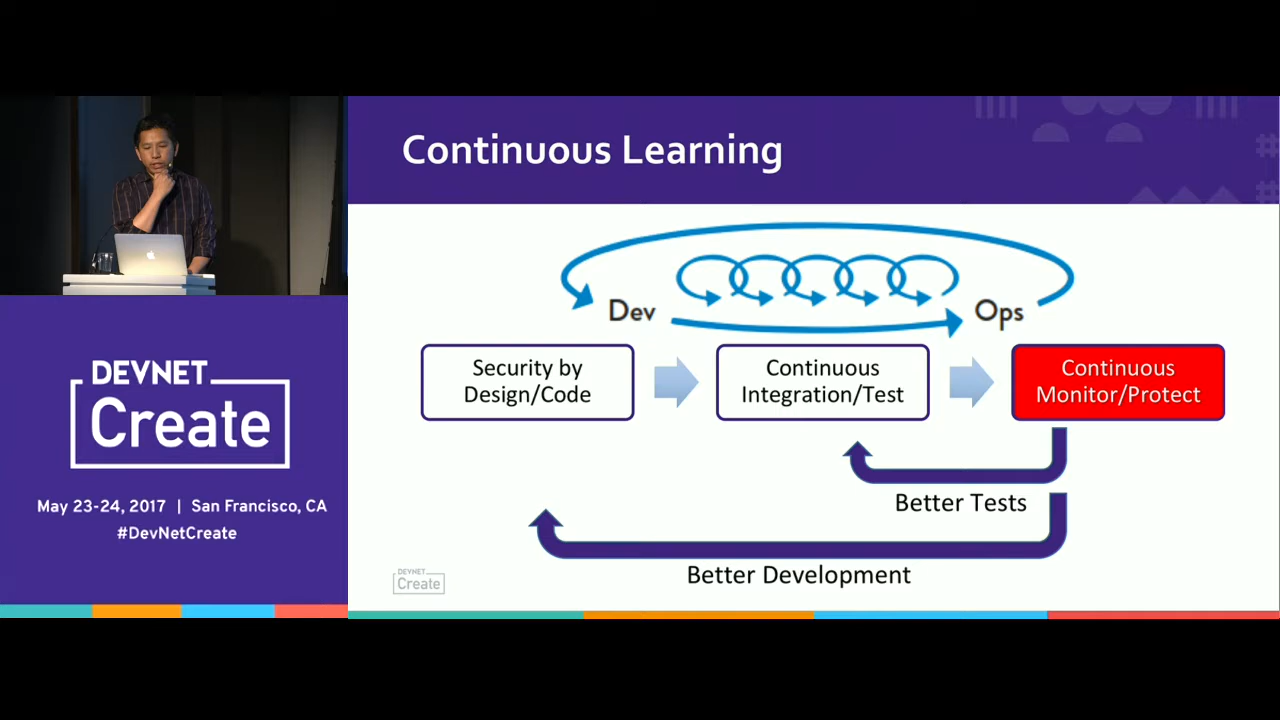 Continuous Learning
Dev
Ops
Security by
Design/Code
Continuous
Integration/Test
Continuous
Monitor/Protect
Better Tests
Better Development
DEVNET
Create
DEVNET
Create
May 23-24, 2017 | San Francisco, CA
#DevNetCreate